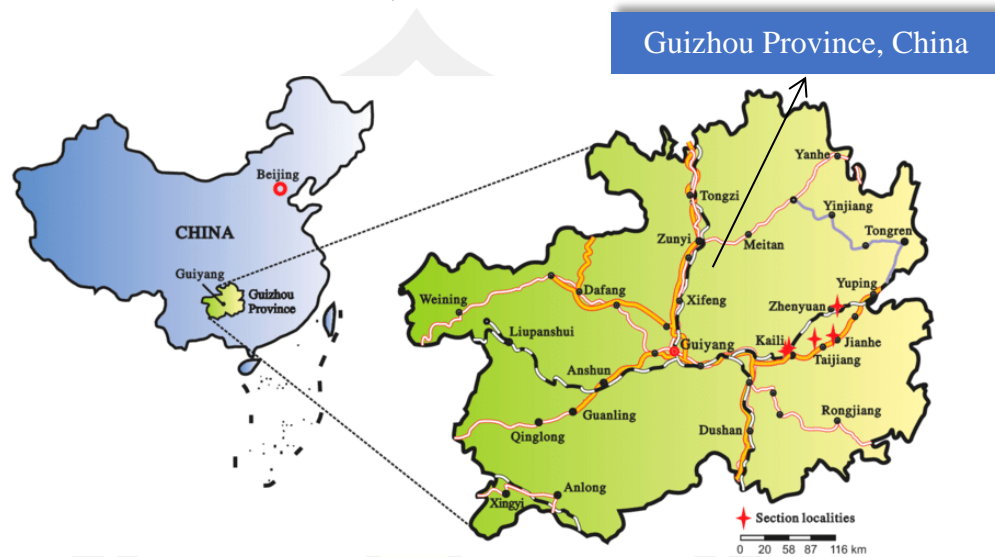 Guizhou Province, China
Beijing
CHINA
Guiyang
Guizhou
Province
Yanhe
Tongzi
Yinjiang
Zunyi
Meitan
Tongren
Yuping
Dafang
Xifeng
Zhenyuan
Weining
Liupanshui
Guiyang
Kaili
Jianhe
Taijiang
Anshun
Guanling
Rongjiang
Qinglong
Dushan
Anlong
Xingyi
Section localities
0 20 58 87 116 km